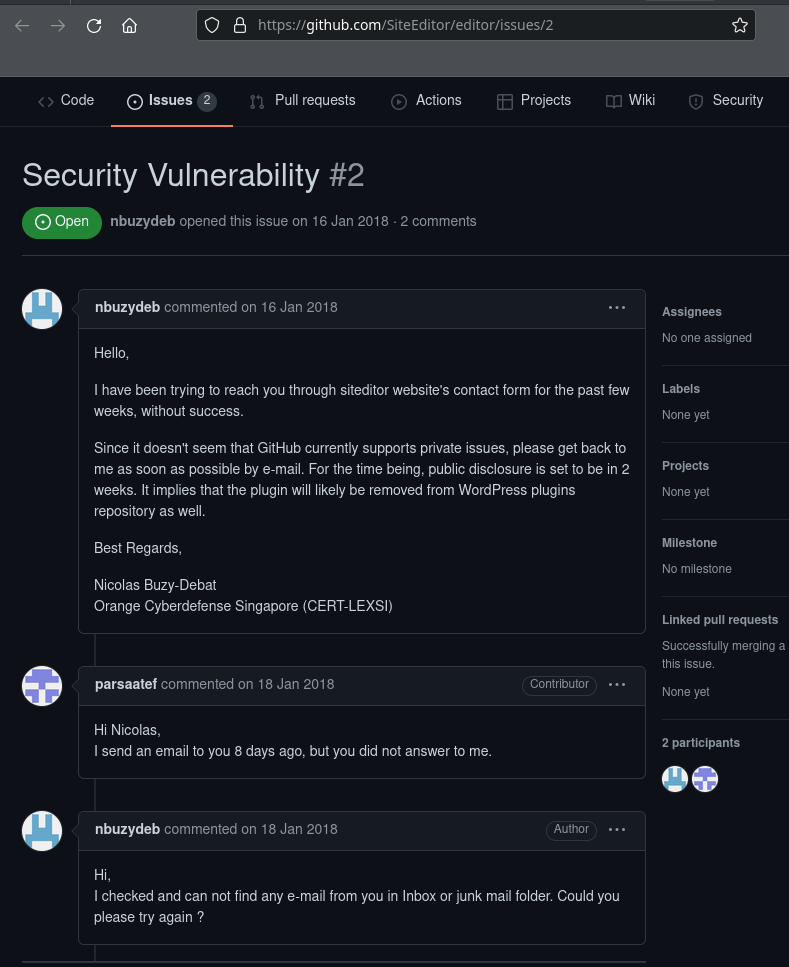 https://github.com/SiteEditor/editor/issues/2
Code
Issues 2
Pull requests
Actions
Projects
Wiki
Security
Security Vulnerability #2
Open
nbuzydeb opened this issue on 16 Jan 2018 · 2 comments
nbuzydeb commented on 16 Jan 2018
Hello,
I have been trying to reach you through siteditor website's contact form for the past few
weeks, without success.
Since it doesn't seem that GitHub currently supports private issues, please get back to
me as soon as possible by e-mail. For the time being, public disclosure is set to be in 2
weeks. It implies that the plugin will likely be removed from WordPress plugins
repository as well.
Best Regards,
Nicolas Buzy-Debat
Orange Cyberdefense Singapore (CERT-LEXSI)
parsaatef commented on 18 Jan 2018
Contributor
Hi Nicolas,
I send an email to you 8 days ago, but you did not answer to me.
nbuzydeb commented on 18 Jan 2018
Author
Hi,
I checked and can not find any e-mail from you in Inbox or junk mail folder. Could you
please try again ?
Assignees
No one assigned
Labels
None yet
Projects
None yet
Milestone
No milestone
Linked pull requests
Successfully merging a
this issue.
None yet
2 participants